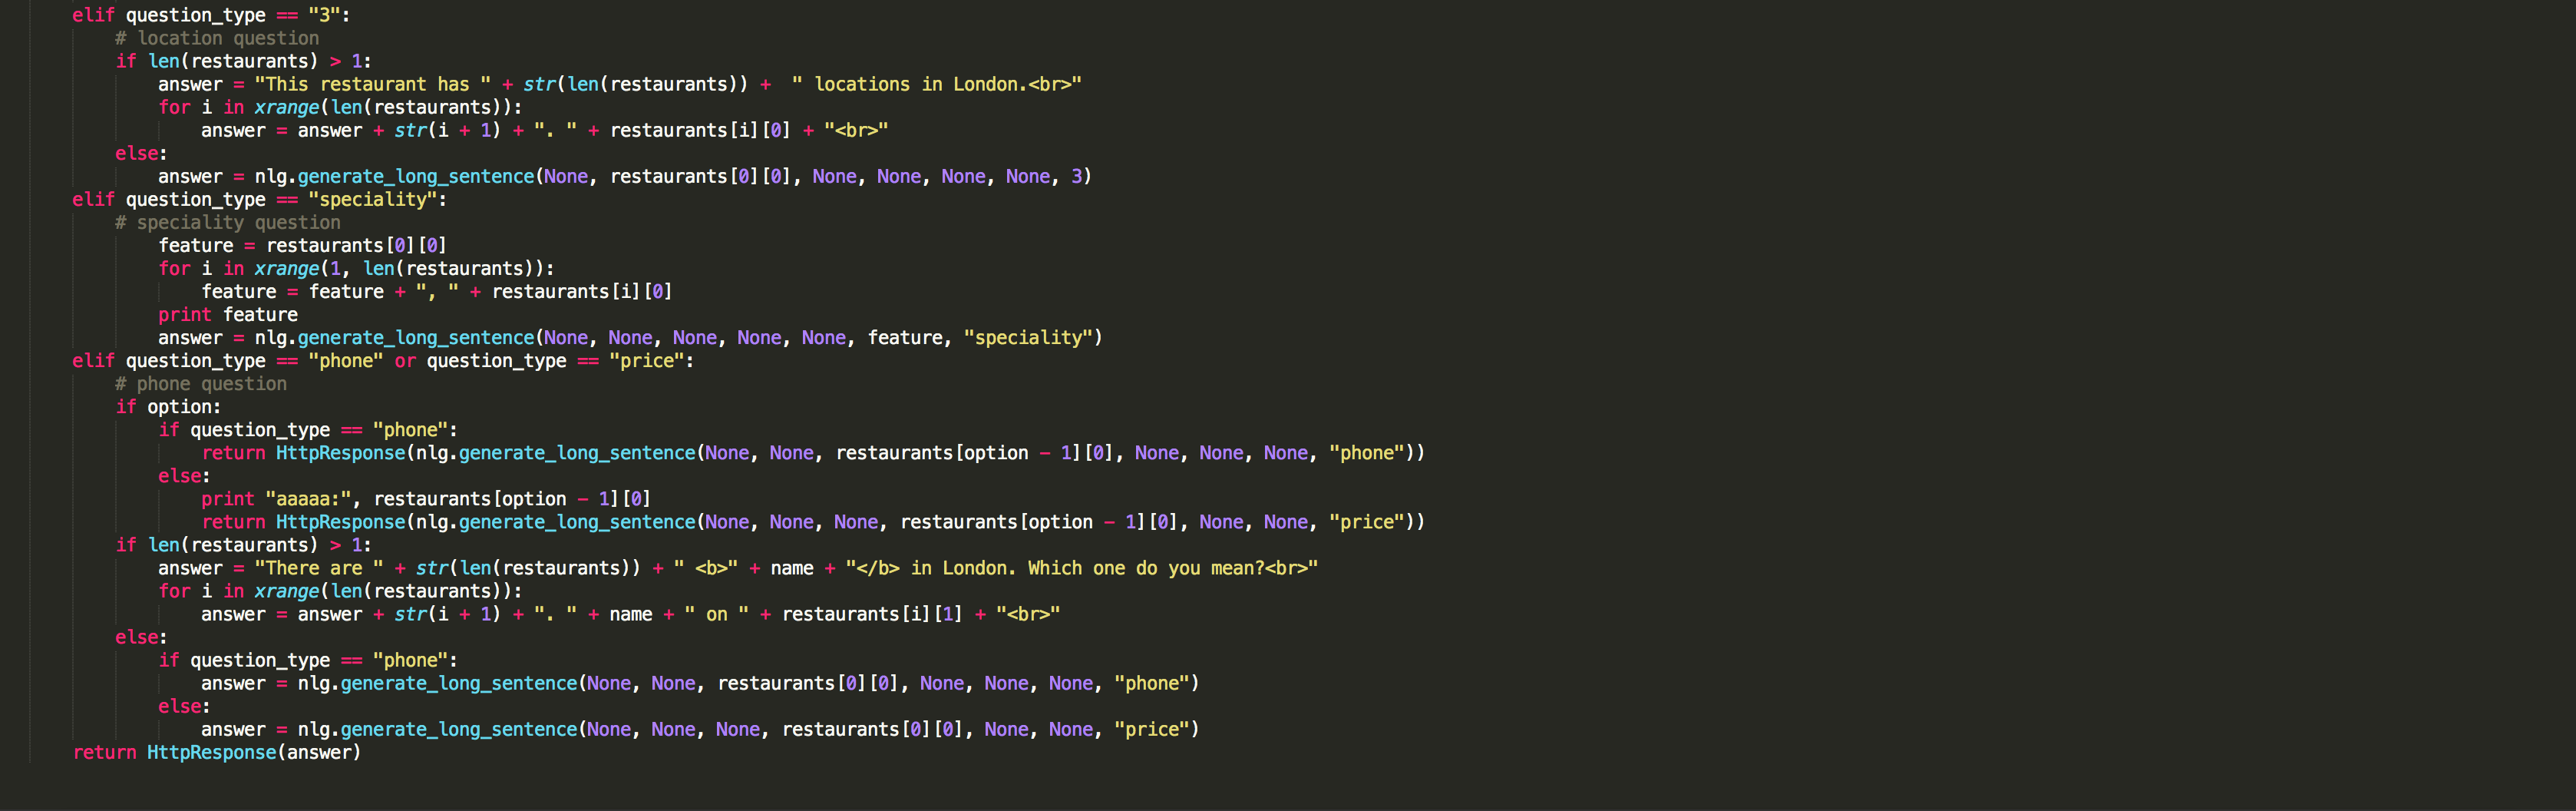 elif question_type == "3":
# location question
if len(restaurants) > 1:
answer = "This restaurant has " + str(len(restaurants)) +  " locations in London.<br>"
for i in xrange(len(restaurants)):
answer = answer + str(i + 1) + ". " + restaurants[i][0] + "<br>"
else:
answer = nlg.generate_long_sentence(None, restaurants[0][0], None, None, None, None, 3)
elif question_type == "speciality":
# speciality question
feature = restaurants[0][0]
for i in xrange(1, len(restaurants)):
feature = feature + ", " + restaurants[i][0]
print feature
answer = nlg.generate_long_sentence(None, None, None, None, None, feature, "speciality")
elif question_type == "phone" or question_type == "price":
# phone question
if option:
if question_type == "phone":
return HttpResponse(nlg.generate_long_sentence(None, None, restaurants[option - 1][0], None, None, None, "phone"))
else:
print "aaaaa:", restaurants[option - 1][0]
return HttpResponse(nlg.generate_long_sentence(None, None, None, restaurants[option - 1][0], None, None, "price"))
if len(restaurants) > 1:
answer = "There are " + str(len(restaurants)) + " <b>" + name + "</b> in London. Which one do you mean?<br>"
for i in xrange(len(restaurants)):
answer = answer + str(i + 1) + ". " + name + " on " + restaurants[i][1] + "<br>"
else:
if question_type == "phone":
answer = nlg.generate_long_sentence(None, None, restaurants[0][0], None, None, None, "phone")
else:
answer = nlg.generate_long_sentence(None, None, None, restaurants[0][0], None, None, "price")
return HttpResponse(answer)